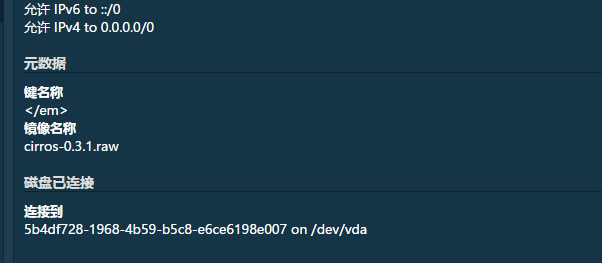 允许 IPv6 to ::/0
允许 IPv4 to 0.0.0.0/0
元数据
键名称
</em>
镜像名称
cirros-0.3.1.raw
磁盘已连接
连接到
5b4df728-1968-4b59-b5c8-e6ce6198e007 on /dev/vda